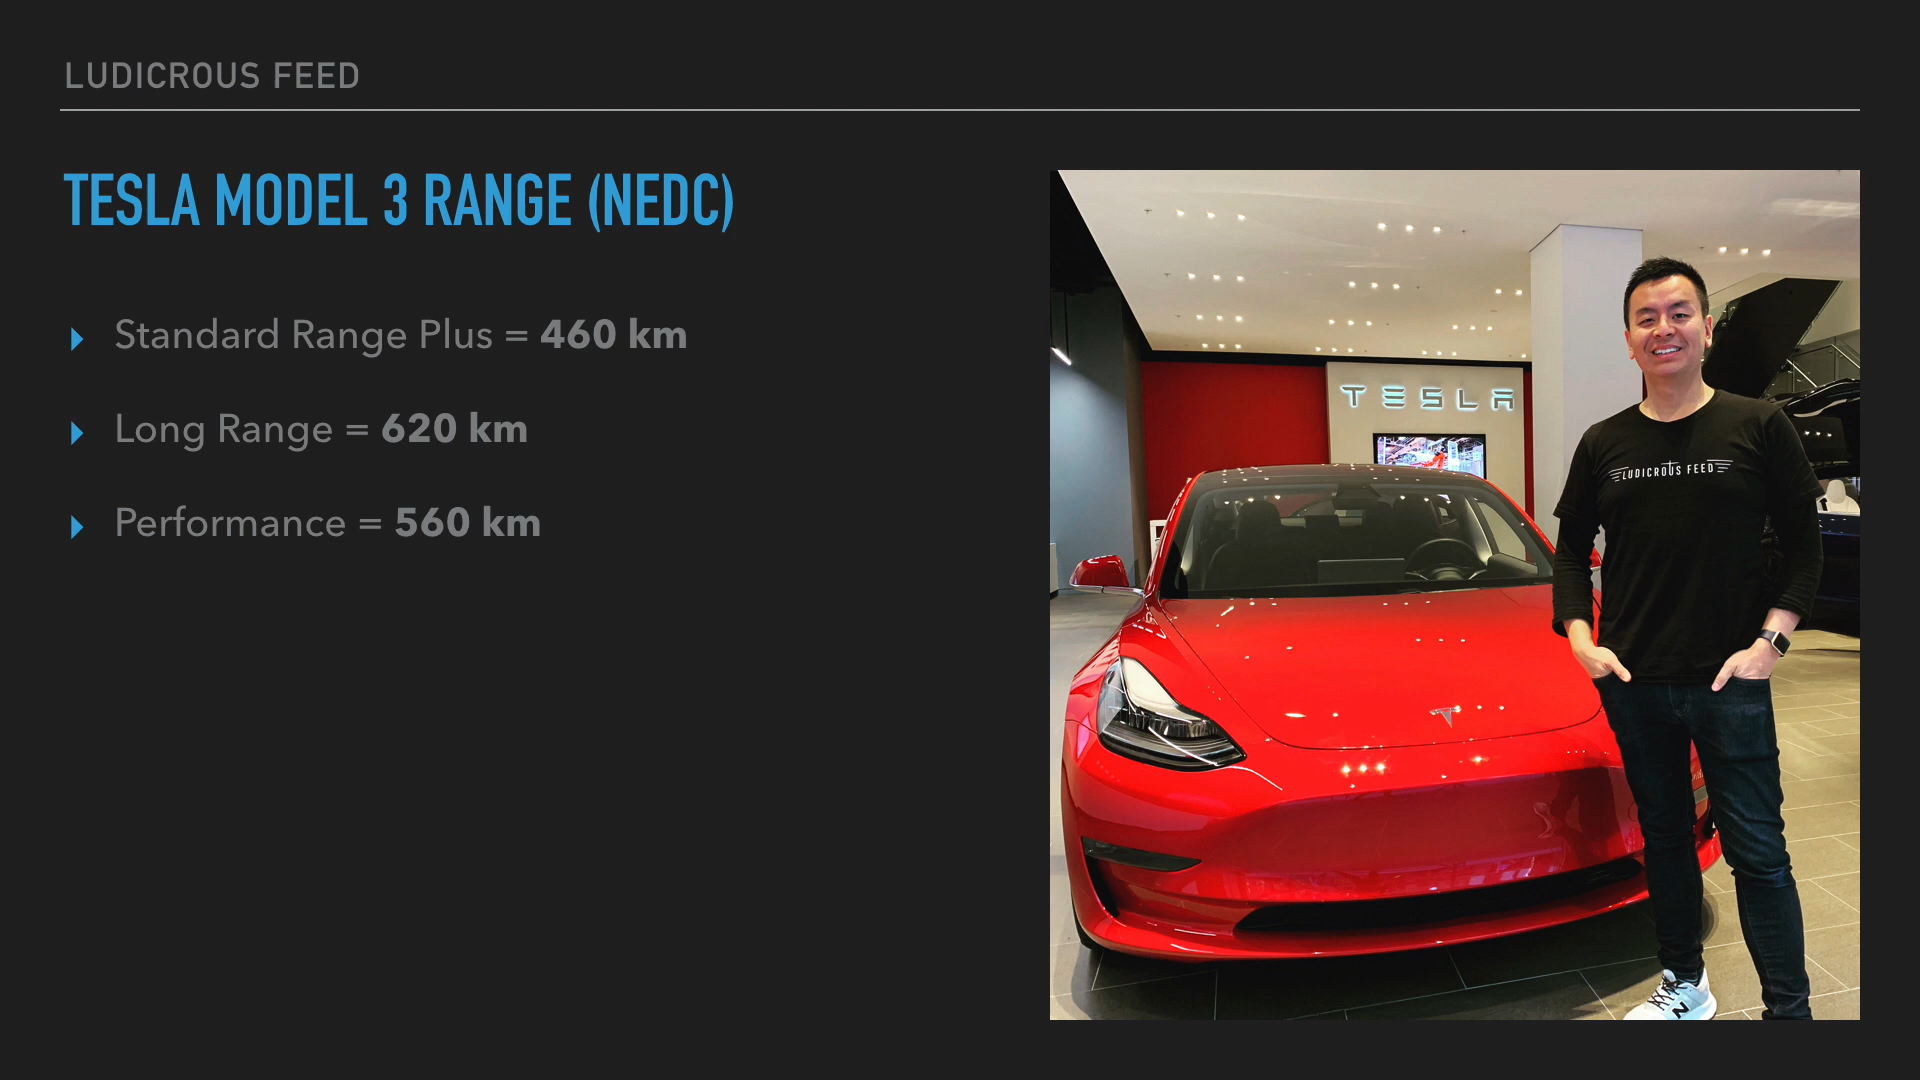 LUDICROUS FEED
TESLA MODEL 3 RANGE (NEDC)
Standard Range Plus = 460 km
Long Range = 620 km
Performance = 560 km
TESLA
LUDICROUS FEED
N